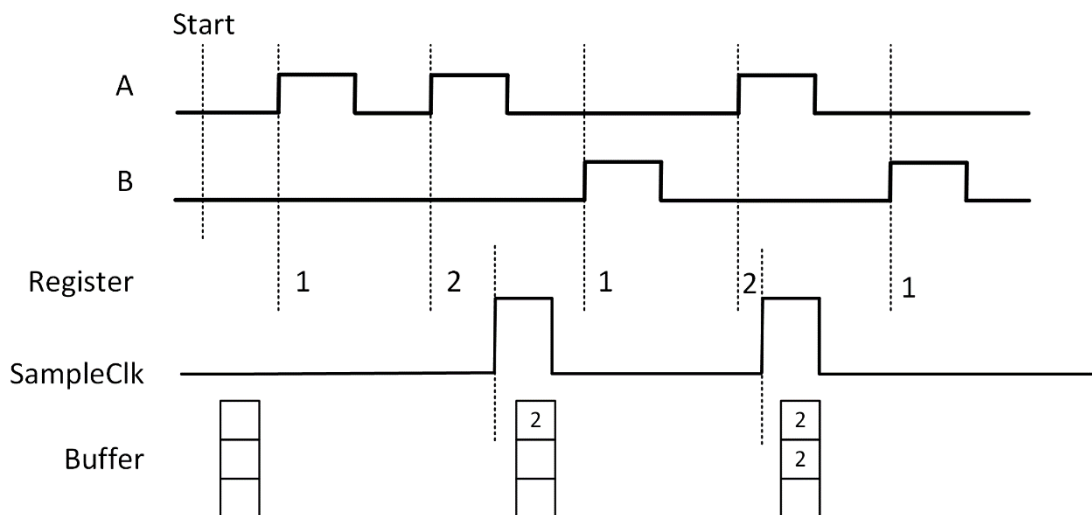 Start
A
B
Register 1 2 1 2 1
SampleClk
2 2
Buffer 2